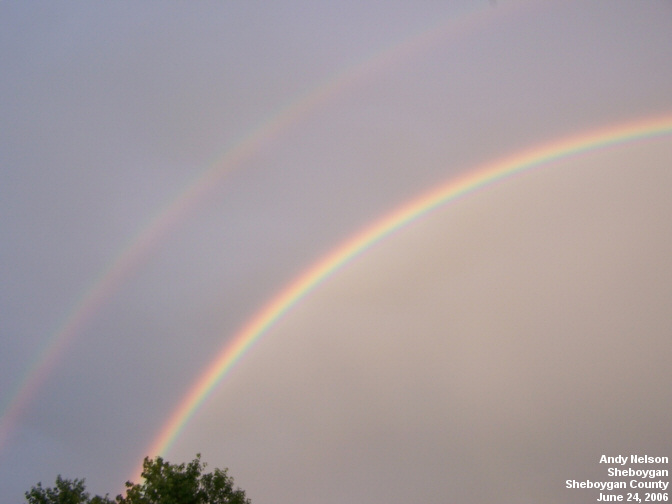 Andy Nelson
Sheboygan
Sheboygan County
June 24, 2006